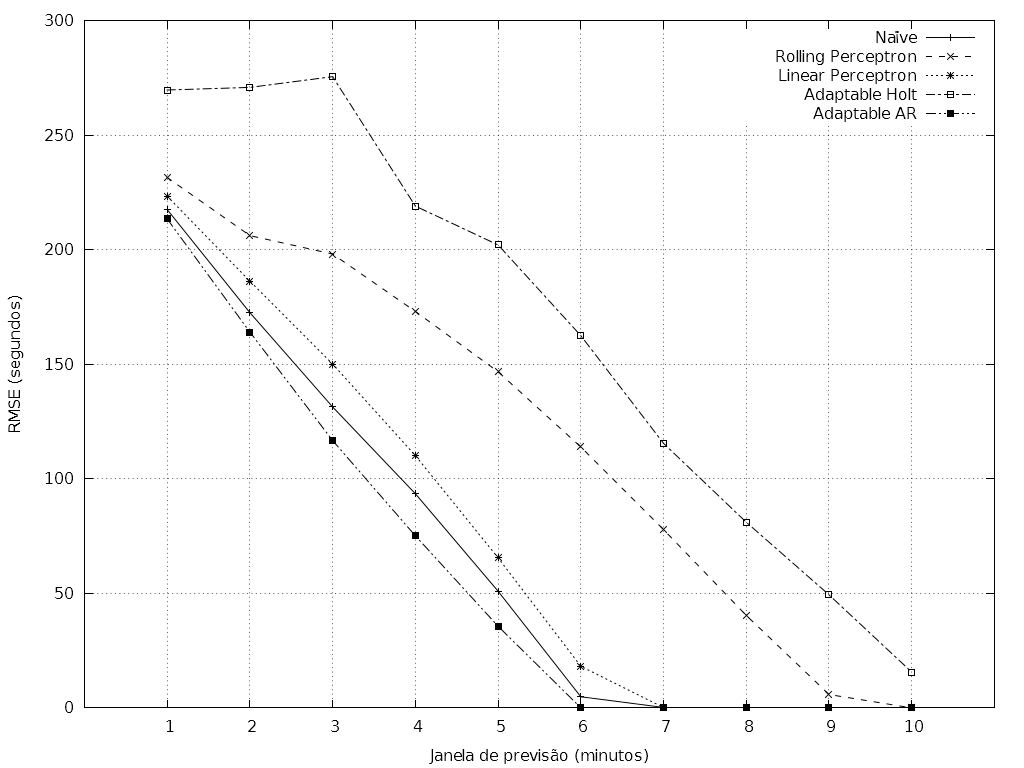 300
250
200
150
100
50
0
RMSE (segundos)
Naïve
Rolling Perceptron
Linear Perceptron
Adaptable Holt
Adaptable AR
1 2 3 4 5 6 7 8 9 10
Janela de previsão (minutos)